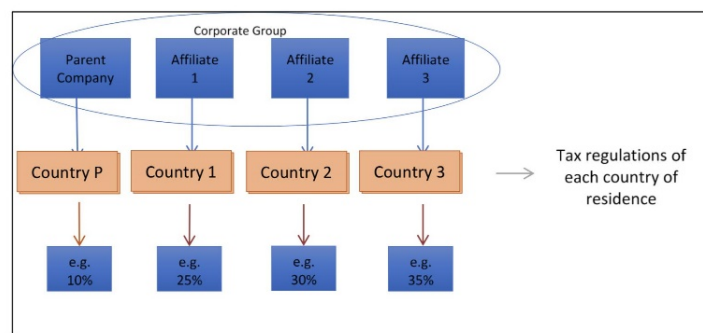 Corporate Group
Parent
Company
Affiliate
1
Affiliate
2
Affiliate
3
Country P
Country 1
Country 2
Country 3
Tax regulations of
each country of
residence
e.g.
10%
e.g.
25%
e.g.
30%
e.g.
35%